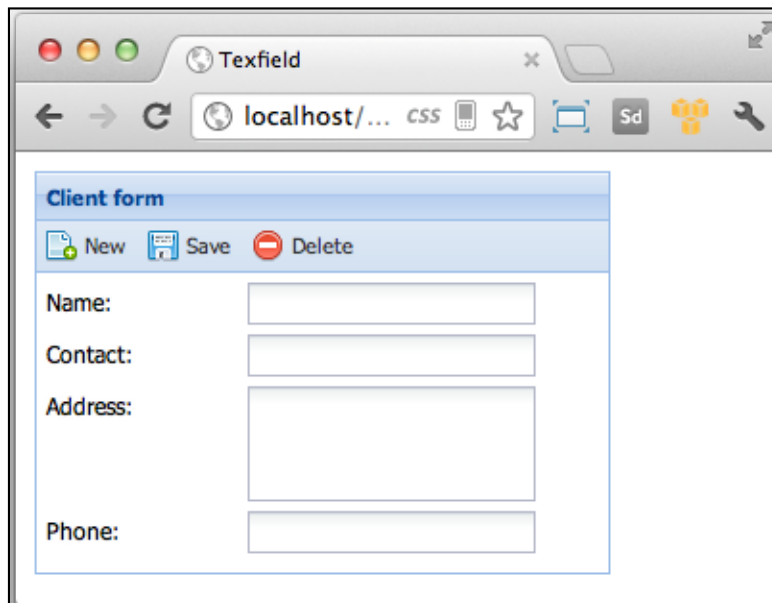 Texfield
localhost/... css
Sd
Client form
New Save Delete
Name:
Contact:
Address:
Phone: